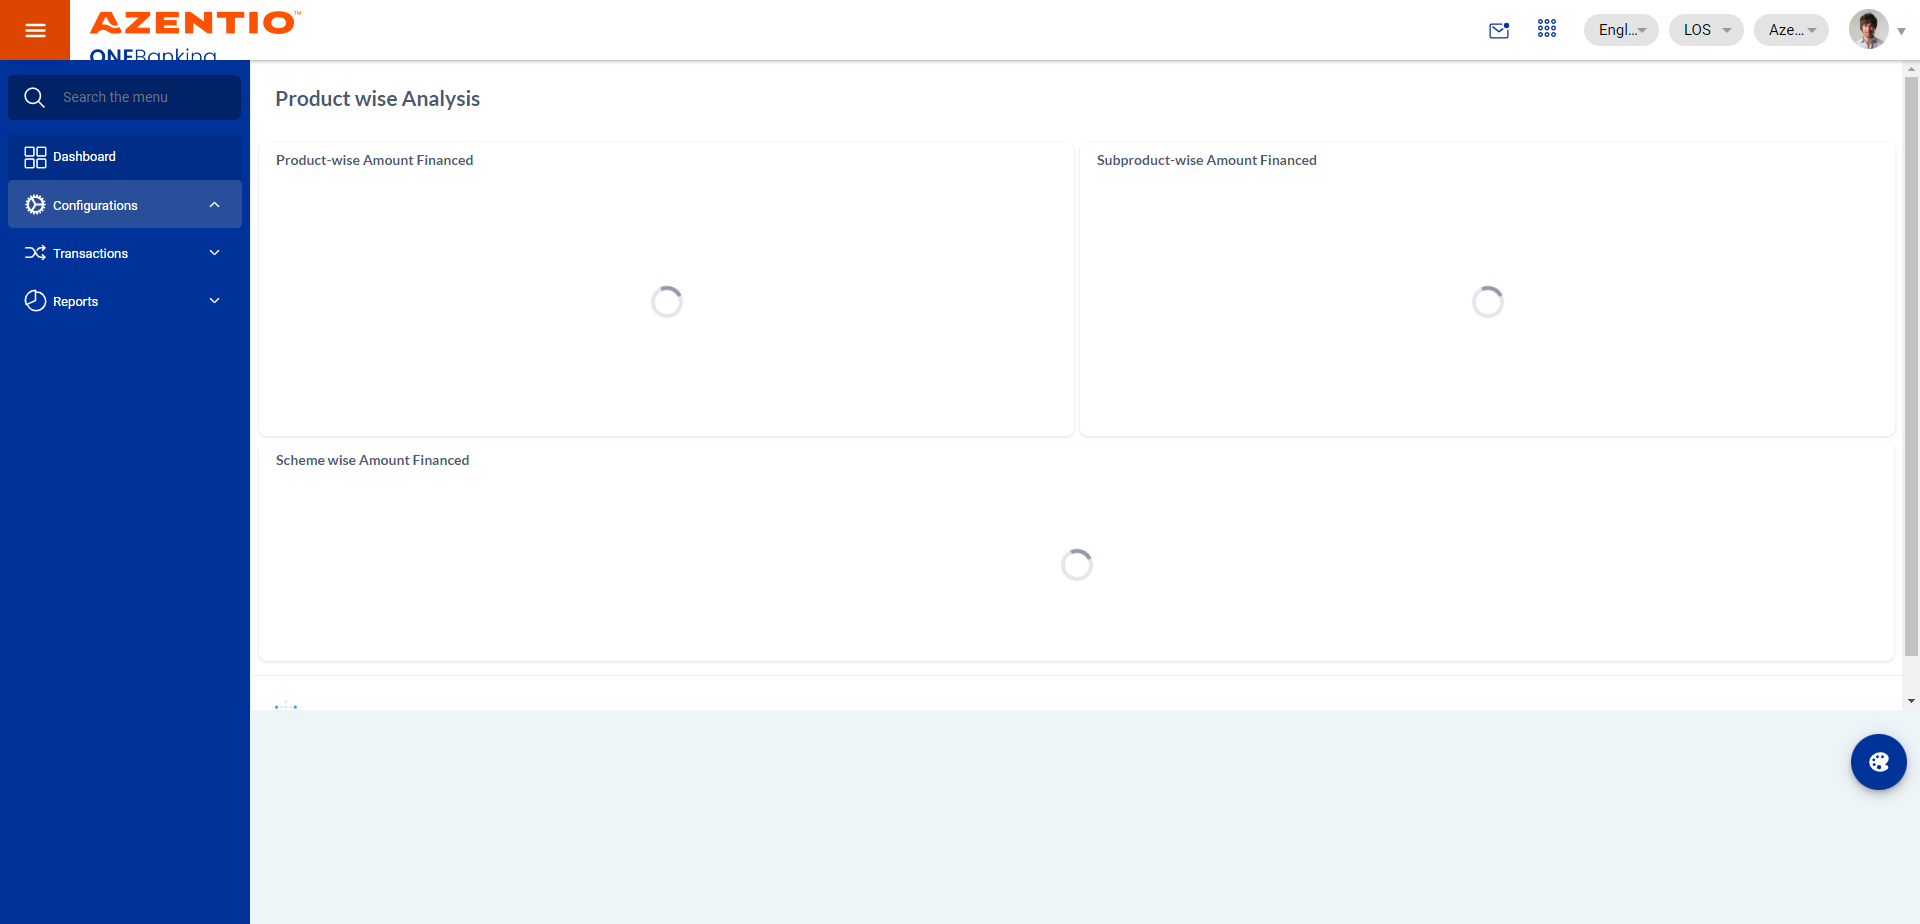 AZENTIO™
ONEBanking
Engl...
LOS
Aze...
Search the menu
Dashboard
Configurations
Transactions
Reports
Product wise Analysis
Product-wise Amount Financed
Subproduct-wise Amount Financed
Scheme wise Amount Financed